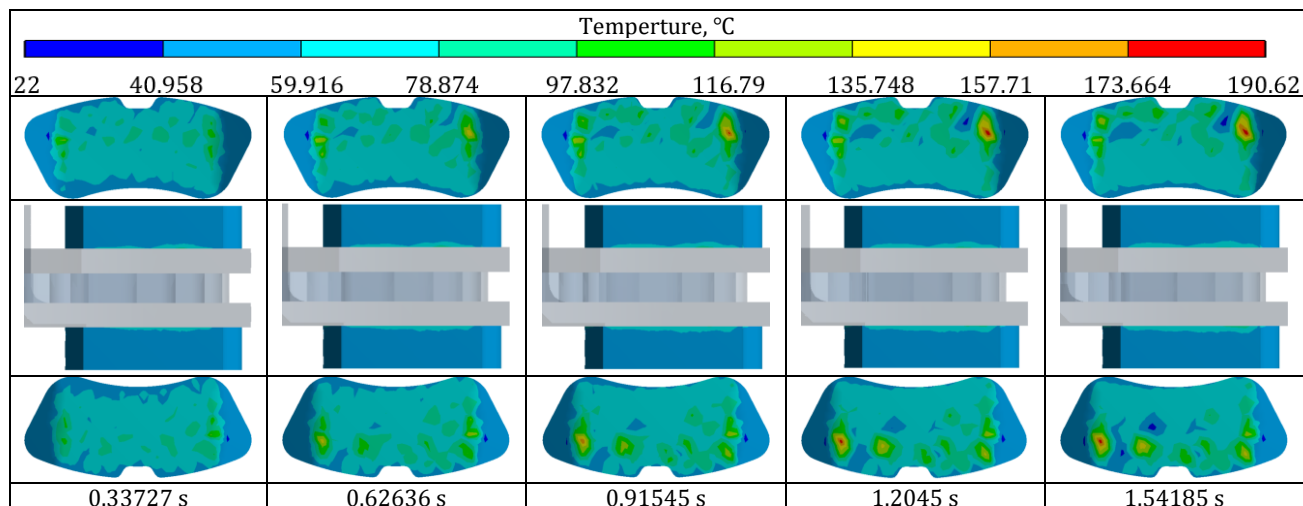 Temperture, °C
22 40.958 59.916 78.874 97.832 116.79 135.748 157.71 173.664 190.62
0.33727 s 0.62636 s 0.91545 s 1.2045 s 1.54185 s